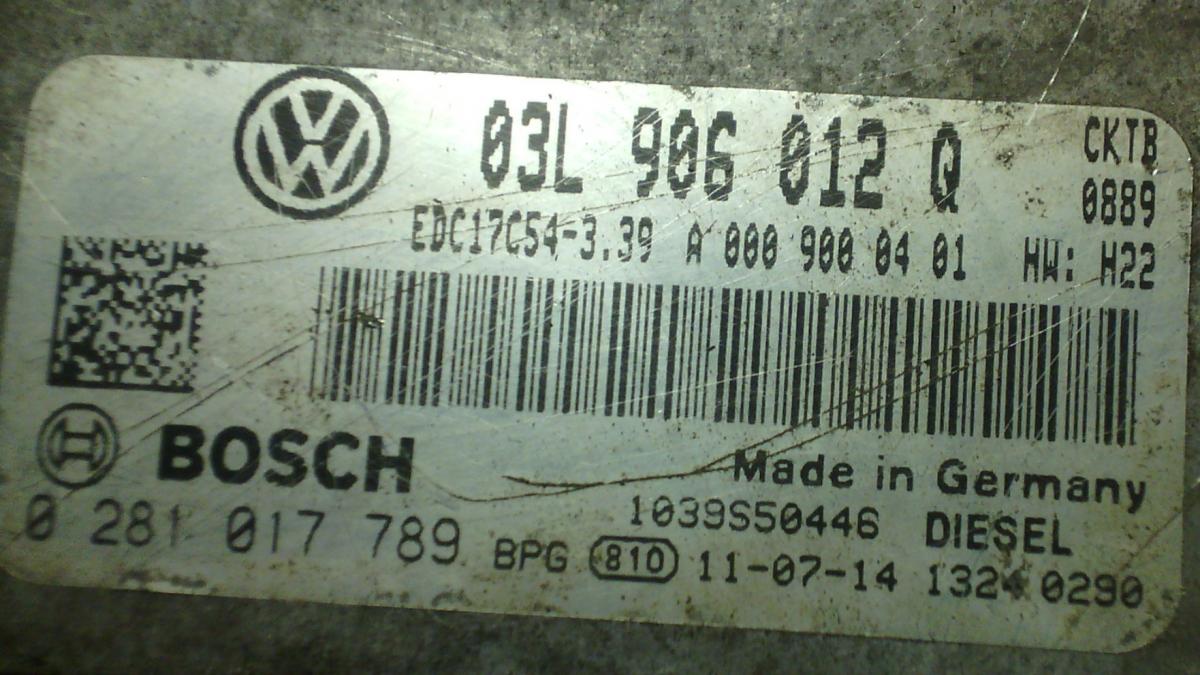 03L 906 012 Q CKTB
0889
EDC17C54-3.39 A 000 900 04 01 HW: H22
BOSCH
Made in Germany
1039S50446 DIESEL
0 281 017 789 BPG 810 11-07-14 1324 0290